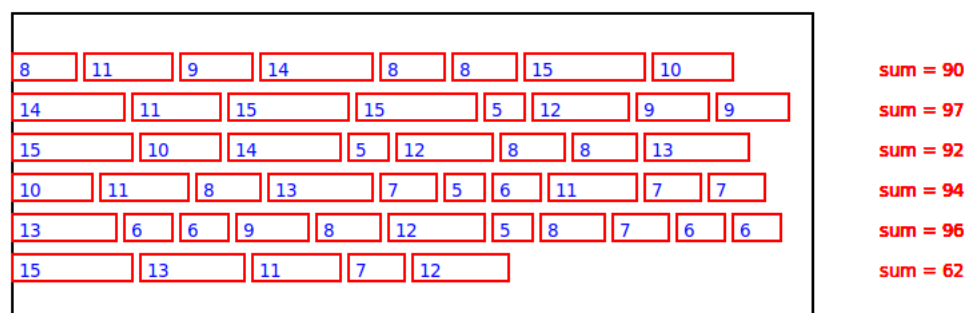 8 11 9 14 8 8 15 10 sum = 90
14 11 15 15 5 12 9 9 sum = 97
15 10 14 5 12 8 8 13 sum = 92
10 11 8 13 7 5 6 11 7 7 sum = 94
13 6 6 9 8 12 5 8 7 6 6 sum = 96
15 13 11 7 12 sum = 62